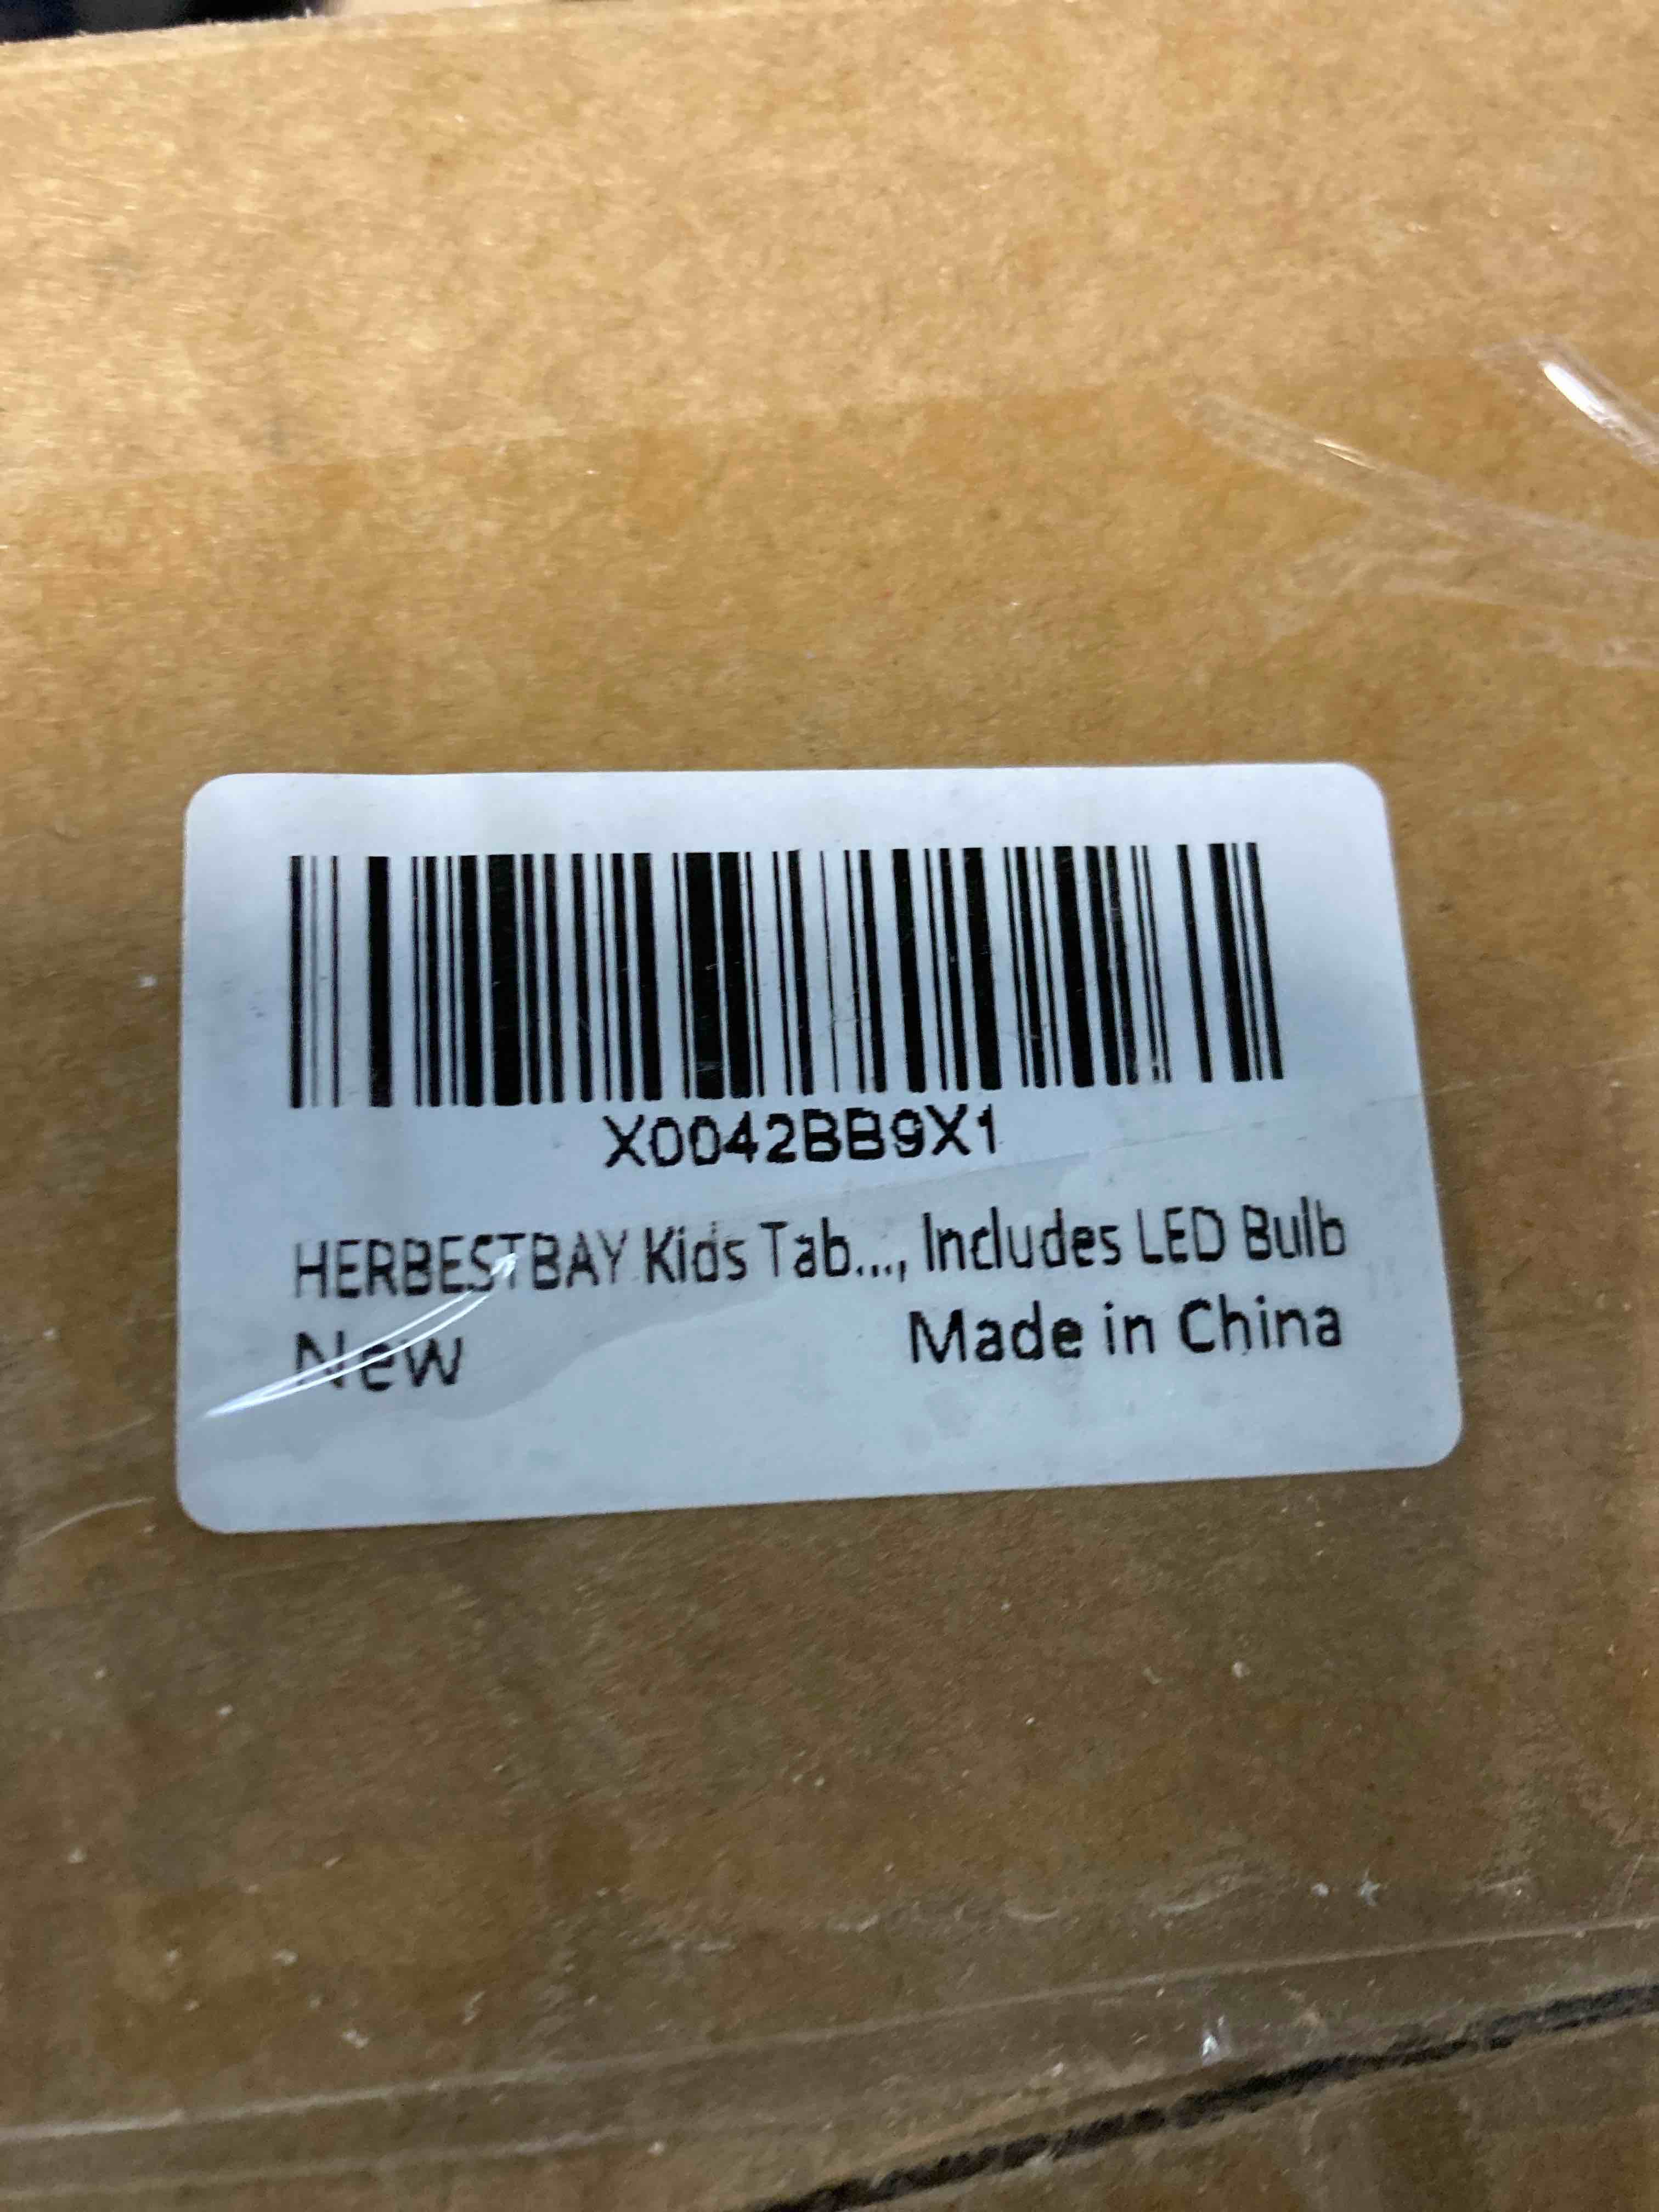 X0042BB9X1
HERBESTBAY Kids Tab..., Includes LED Bulb
New Made in China